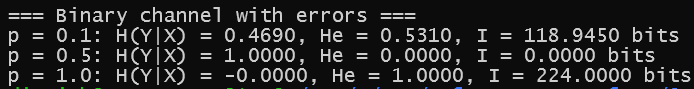 === Binary channel with errors ===
p = 0.1: H(Y|X) = 0.4690, He = 0.5310, I = 118.9450 bits
p = 0.5: H(Y|X) = 1.0000, He = 0.0000, I = 0.0000 bits
p = 1.0: H(Y|X) = -0.0000, He = 1.0000, I = 224.0000 bits